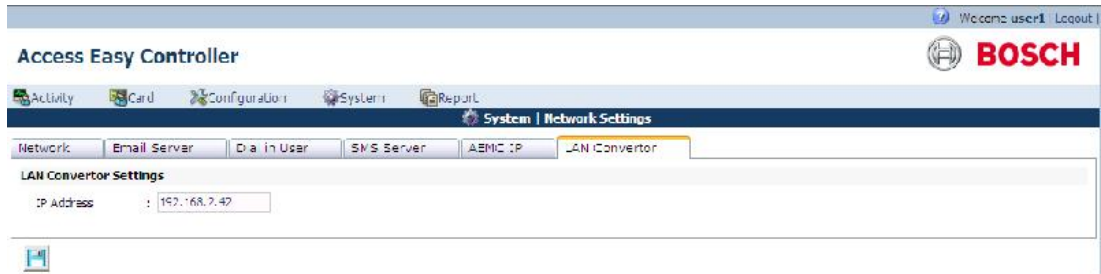 Welcome user1 | Logout |
Access Easy Controller
BOSCH
Activity Card Configuration System Report
System | Network Settings
Network Email Server Dial in User SMS Server AEMC IP LAN Convertor
LAN Convertor Settings
IP Address : 192.168.2.42